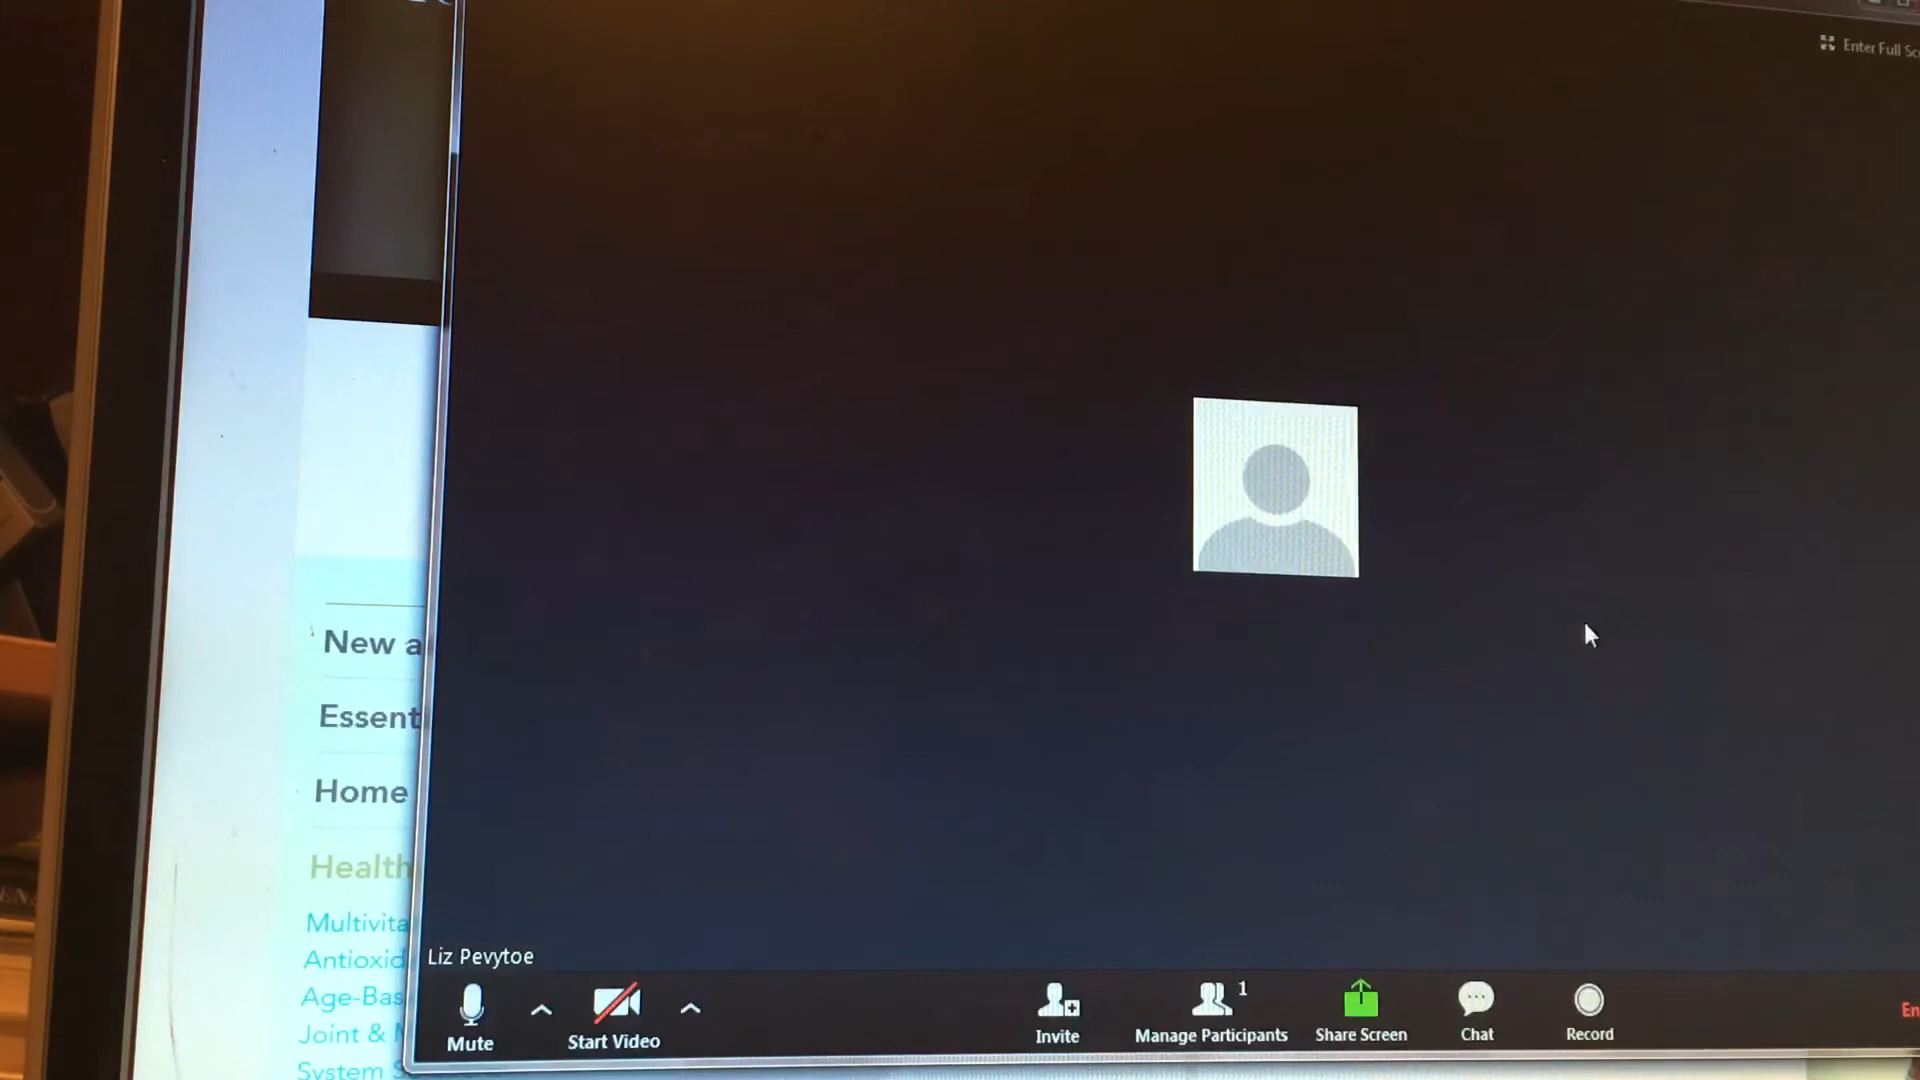 Enter Full
New a
Essent
Home
Health
Multivita
Antioxid
Age-Bas
Joint &
System S
Liz Pevytoe
1
Mute
Start Video
Invite
Manage Participants
Share Screen
Chat
Record
En